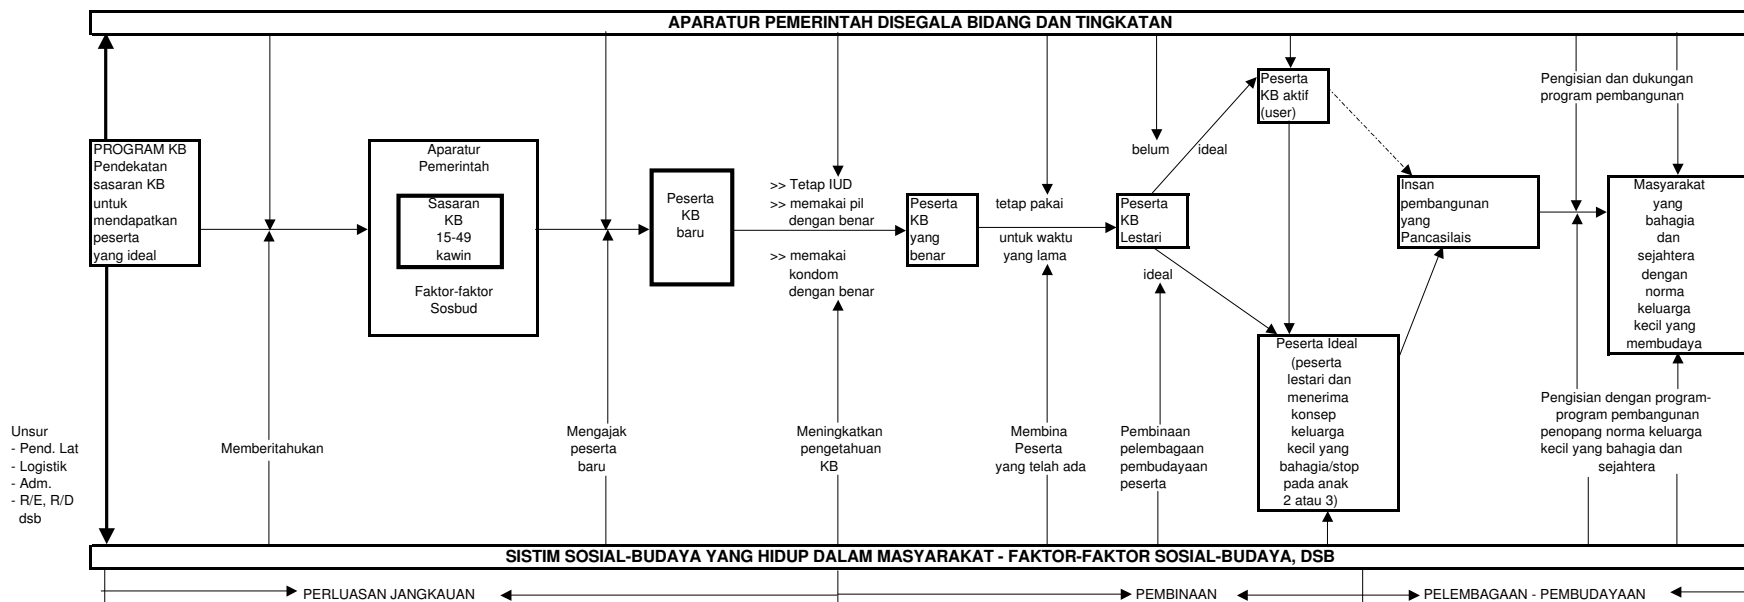 APARATUR PEMERINTAH DISEGALA BIDANG DAN TINGKATAN
PROGRAM KB
Pendekatan
sasaran KB
untuk
mendapatkan
peserta
yang ideal
Aparatur
Pemerintah
Sasaran
KB
15-49
kawin
Faktor-faktor
Sosbud
Peserta
KB
baru
>> Tetap IUD
>> memakai pil
dengan benar
>> memakai
kondom
dengan benar
Peserta
KB
yang
benar
tetap pakai
untuk waktu
yang lama
Peserta
KB
Lestari
belum
ideal
ideal
Peserta
KB aktif
(user)
Peserta Ideal
(peserta
lestari dan
menerima
konsep
keluarga
kecil yang
bahagia/stop
pada anak
2 atau 3)
Insan
pembangunan
yang
Pancasilais
Pengisian dan dukungan
program pembangunan
Masyarakat
yang
bahagia
dan
sejahtera
dengan
norma
keluarga
kecil yang
membudaya
Unsur
- Pend. Lat
- Logistik
- Adm.
- R/E, R/D
dsb
Memberitahukan
Mengajak
peserta
baru
Meningkatkan
pengetahuan
KB
Membina
Peserta
yang telah ada
Pembinaan
pelembagaan
pembudayaan
peserta
Pengisian dengan program-
program pembangunan
penopang norma keluarga
kecil yang bahagia dan
sejahtera
SISTIM SOSIAL-BUDAYA YANG HIDUP DALAM MASYARAKAT - FAKTOR-FAKTOR SOSIAL-BUDAYA, DSB
PERLUASAN JANGKAUAN
PEMBINAAN
PELEMBAGAAN - PEMBUDAYAAN